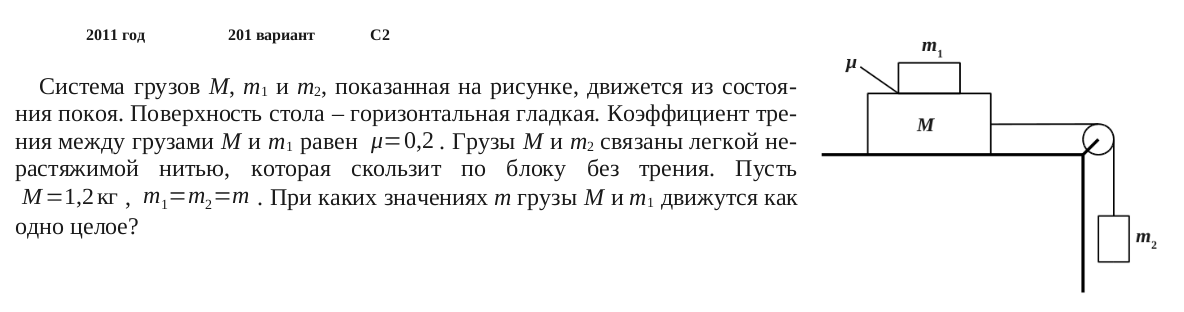 2011 год 201 вариант С2
Система грузов M, m1 и m2, показанная на рисунке, движется из состоя-
ния покоя. Поверхность стола – горизонтальная гладкая. Коэффициент тре-
ния между грузами M и m1 равен μ=0,2 . Грузы M и m2 связаны легкой не-
растяжимой нитью, которая скользит по блоку без трения. Пусть
M=1,2 кг , m1=m2=m . При каких значениях m грузы M и m1 движутся как
одно целое?
m1
μ
M
m2